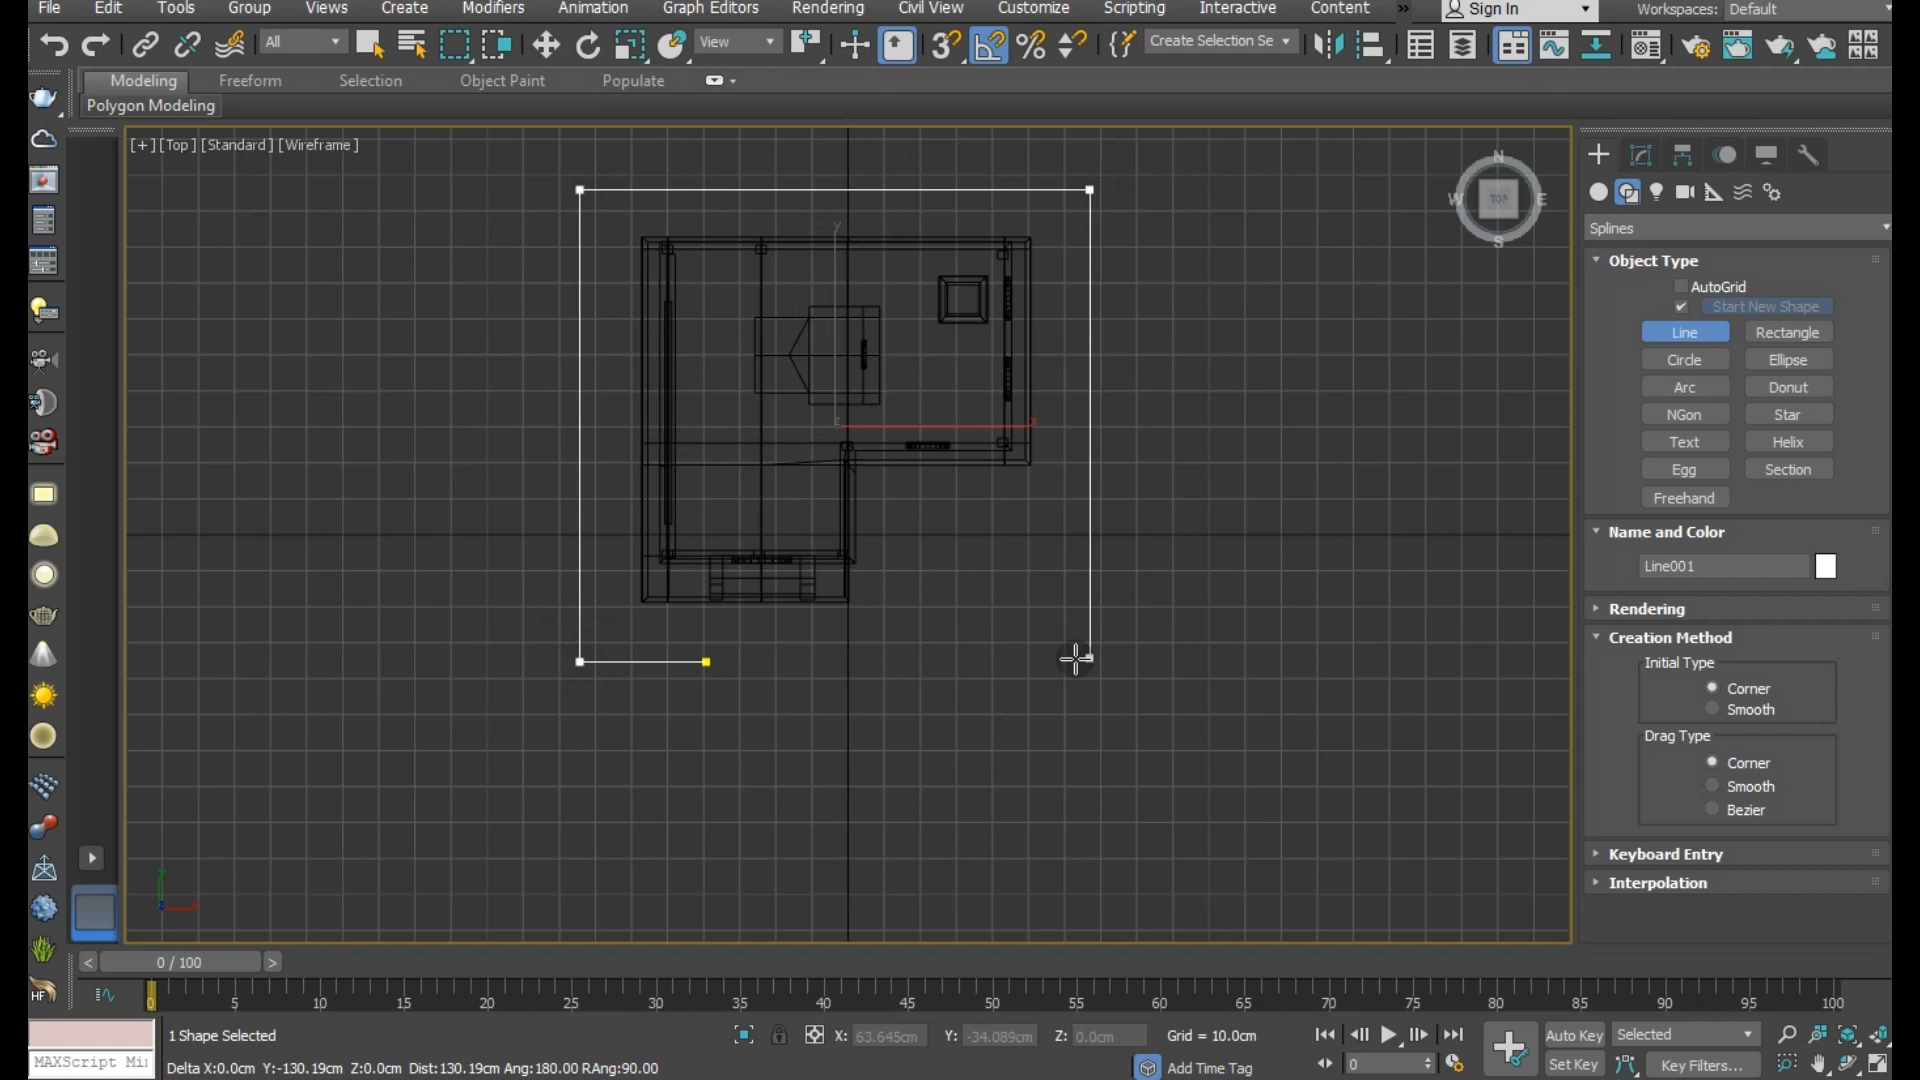 File Edit Tools Group Views Create Modifiers Animation Graph Editors Rendering Civil View Customize Scripting Interactive Content Sign In Workspaces: Default
All View Create Selection Se
Modeling Freeform Selection Object Paint Populate
Polygon Modeling
[+] [Top] [Standard] [Wireframe]
N
W TOP E
S
y
z x
y
z x
Splines
Object Type
AutoGrid
Start New Shape
Line Rectangle
Circle Ellipse
Arc Donut
NGon Star
Text Helix
Egg Section
Freehand
Name and Color
Line001
Rendering
Creation Method
Initial Type
Corner
Smooth
Drag Type
Corner
Smooth
Bezier
Keyboard Entry
Interpolation
HF
< 0 / 100 >
0 5 10 15 20 25 30 35 40 45 50 55 60 65 70 75 80 85 90 95 100
1 Shape Selected X: 63.645cm Y: -34.089cm Z: 0.0cm Grid = 10.0cm Auto Key Selected
MAXScript Mi Delta X:0.0cm Y:-130.19cm Z:0.0cm Dist:130.19cm Ang:180.00 RAng:90.00 Add Time Tag 0 Set Key Key Filters...